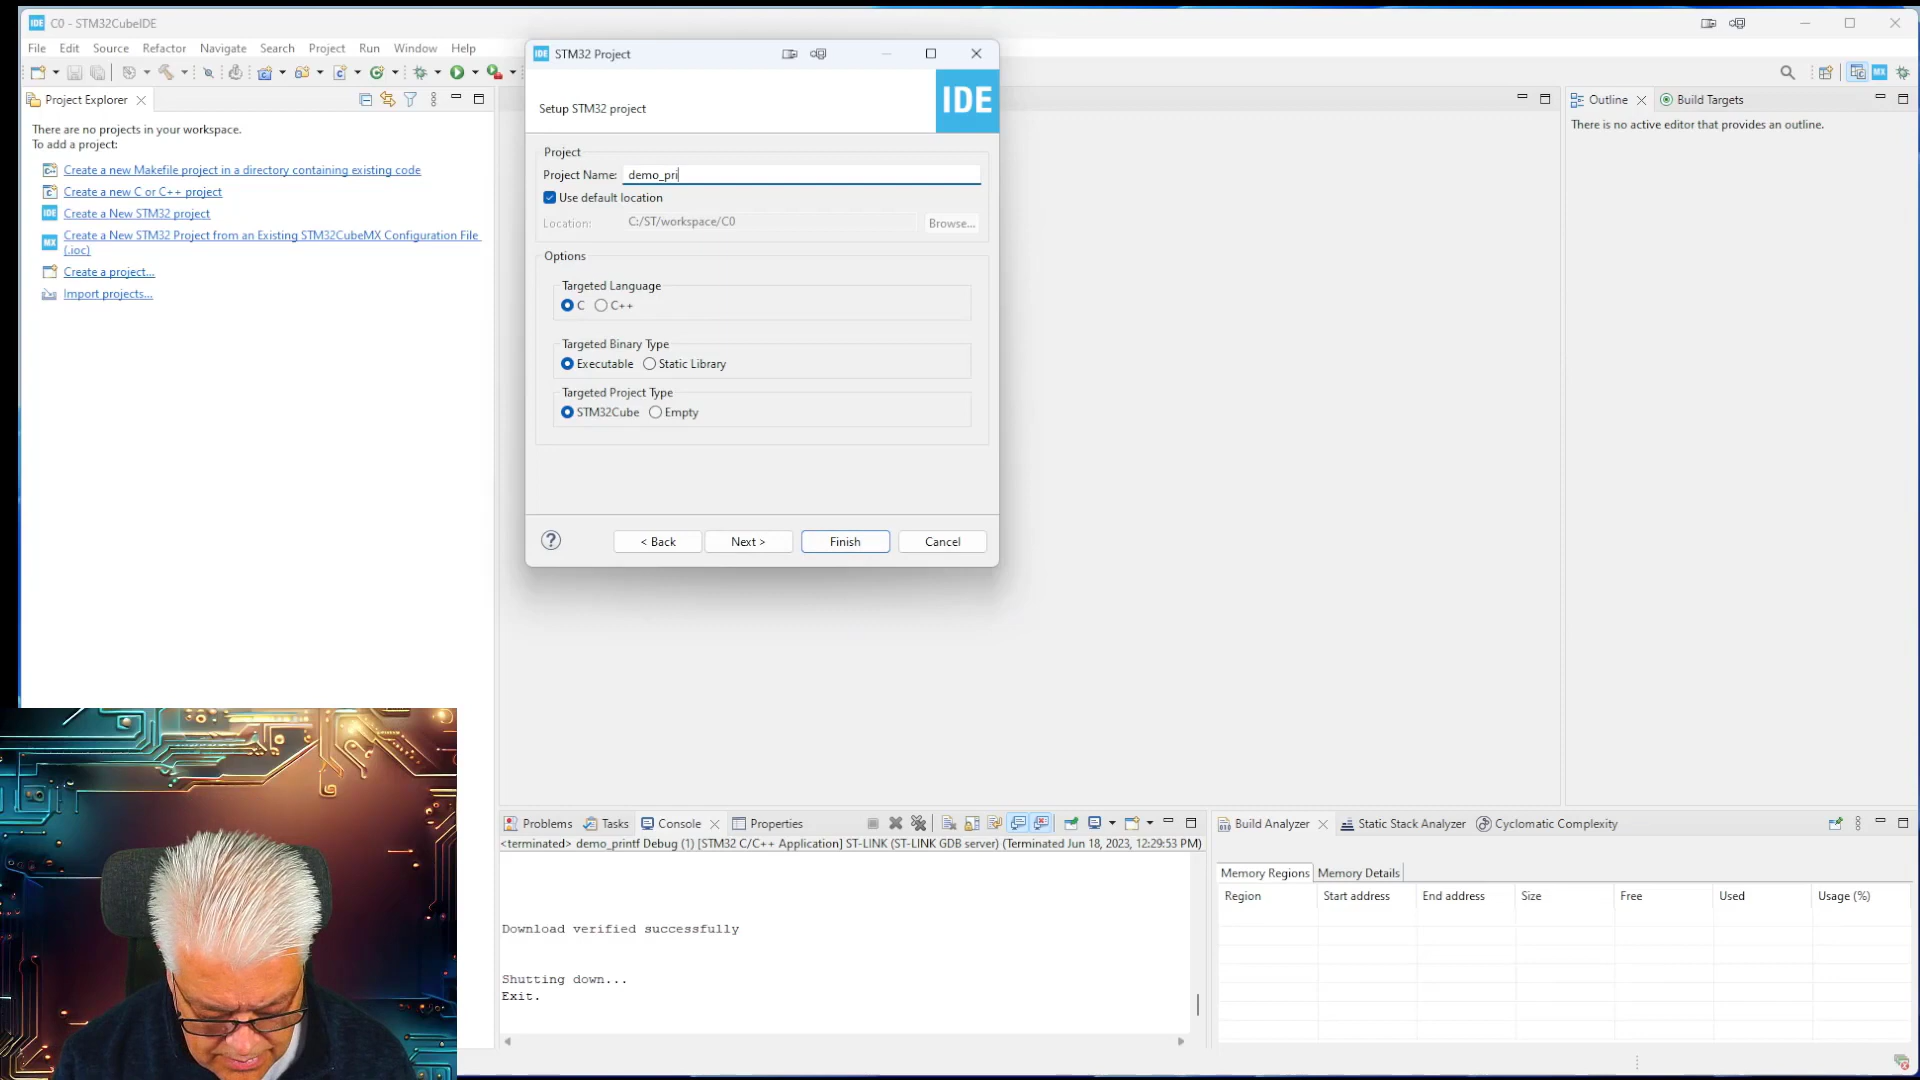 IDE C0 - STM32CubeIDE
File Edit Source Refactor Navigate Search Project Run Window Help
Project Explorer
There are no projects in your workspace.
To add a project:
Create a new Makefile project in a directory containing existing code
Create a new C or C++ project
IDE Create a New STM32 project
MX Create a New STM32 Project from an Existing STM32CubeMX Configuration File
(.ioc)
Create a project...
Import projects...
IDE STM32 Project
Setup STM32 project
IDE
Project
Project Name: demo_pri
Use default location
Location: C:/ST/workspace/C0 Browse...
Options
Targeted Language
C C++
Targeted Binary Type
Executable Static Library
Targeted Project Type
STM32Cube Empty
? < Back Next > Finish Cancel
MX
Outline Build Targets
There is no active editor that provides an outline.
Problems Tasks Console Properties
<terminated> demo_printf Debug (1) [STM32 C/C++ Application] ST-LINK (ST-LINK GDB server) (Terminated Jun 18, 2023, 12:29:53 PM)
Download verified successfully
Shutting down...
Exit.
Build Analyzer Static Stack Analyzer Cyclomatic Complexity
Memory Regions Memory Details
Region Start address End address Size Free Used Usage (%)